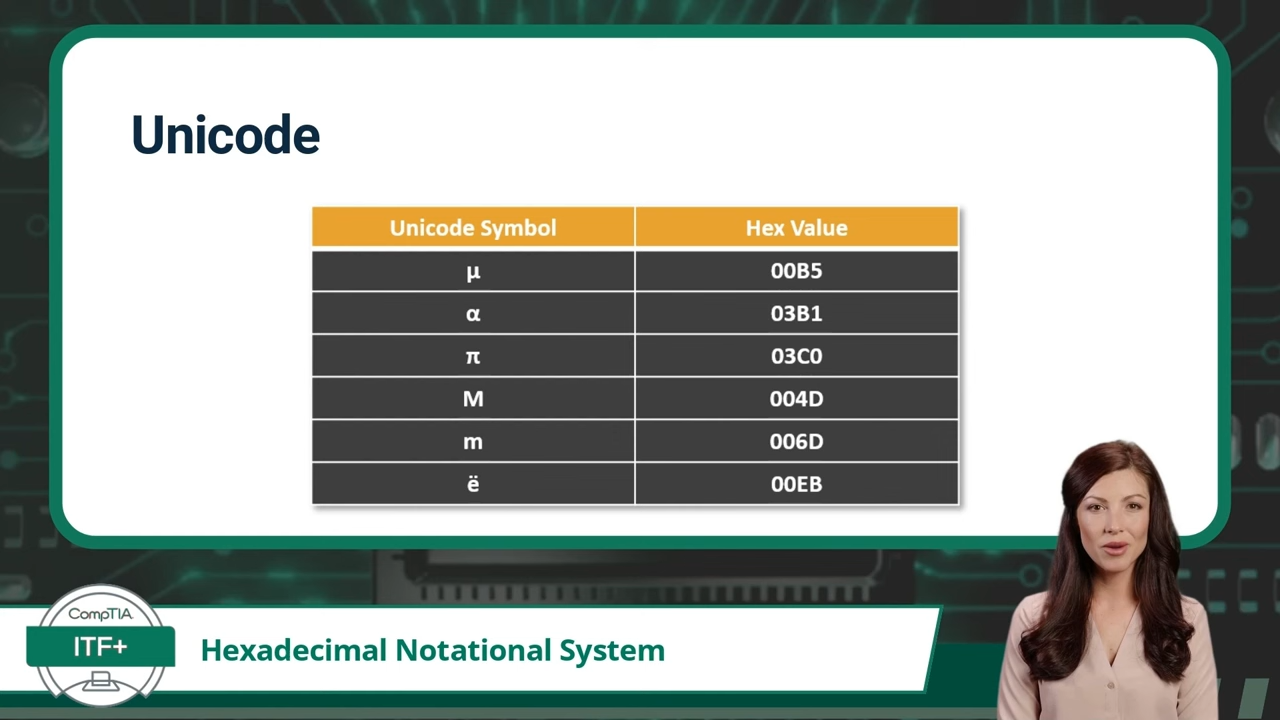 Unicode
Unicode Symbol Hex Value
µ 00B5
α 03B1
π 03C0
M 004D
m 006D
ë 00EB
CompTIA.
ITF+
Hexadecimal Notational System